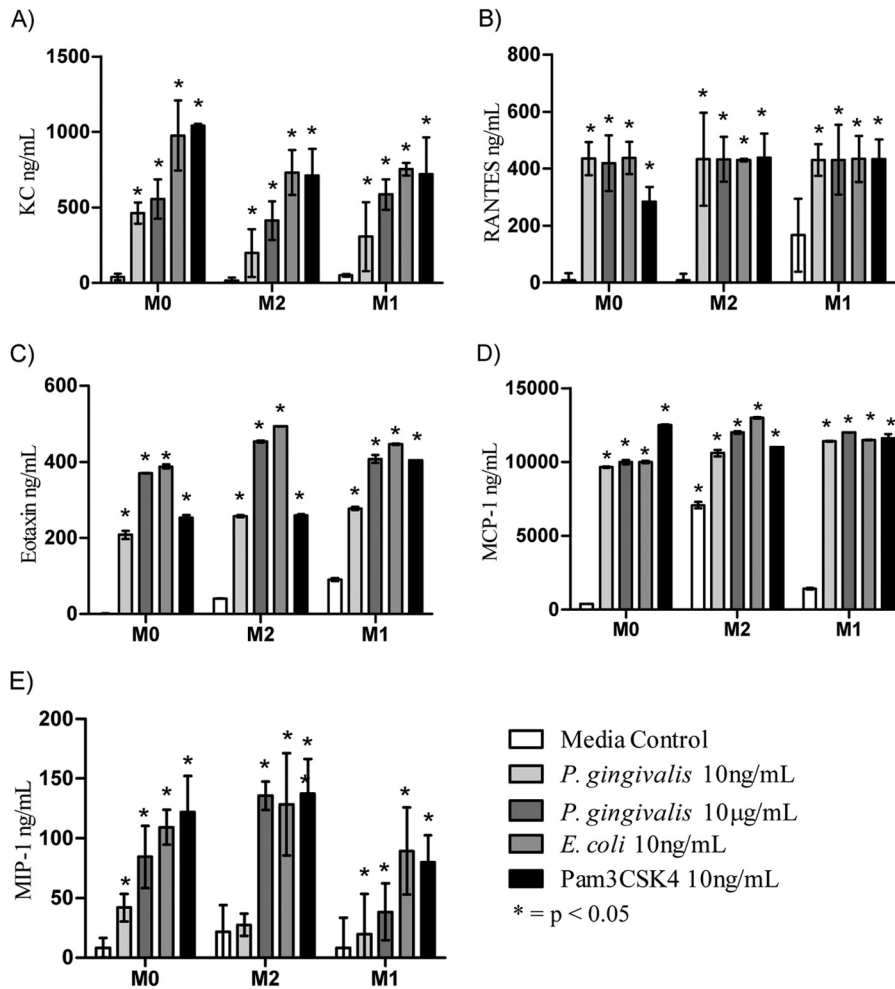 A)
KC ng/mL
1500
1000
500
0
* * * * * * * * * * * *
M0 M2 M1
B)
RANTES ng/mL
800
600
400
200
0
* * * * * * * * * * * *
M0 M2 M1
C)
Eotaxin ng/mL
600
400
200
0
* * * * * * * * * * * *
M0 M2 M1
D)
MCP-1 ng/mL
15000
10000
5000
0
* * * * * * * * * * * * *
M0 M2 M1
E)
MIP-1 ng/mL
200
150
100
50
0
* * * * * * * * * * * *
M0 M2 M1
Media Control
P. gingivalis 10ng/mL
P. gingivalis 10µg/mL
E. coli 10ng/mL
Pam3CSK4 10ng/mL
* = p < 0.05